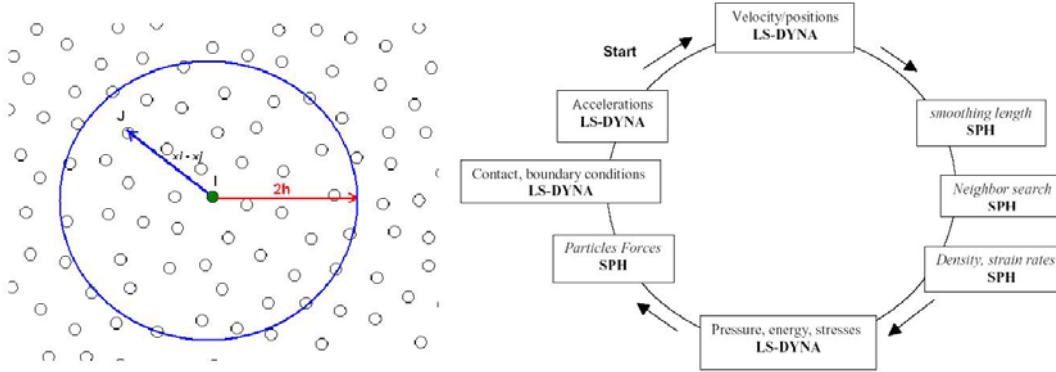 J
xi - xj
I
2h
Start
Velocity/positions
LS-DYNA
smoothing length
SPH
Neighbor search
SPH
Density, strain rates
SPH
Pressure, energy, stresses
LS-DYNA
Particles Forces
SPH
Contact, boundary conditions
LS-DYNA
Accelerations
LS-DYNA